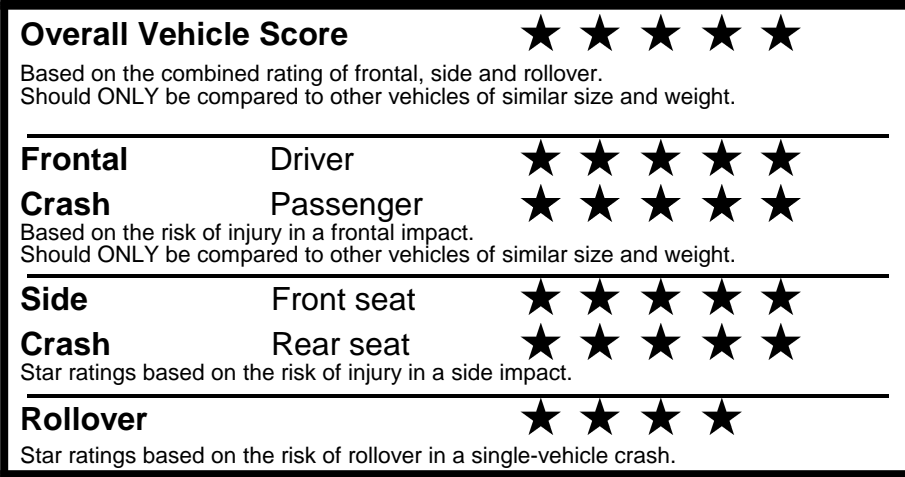 Overall Vehicle Score ★ ★ ★ ★ ★
Based on the combined rating of frontal, side and rollover.
Should ONLY be compared to other vehicles of similar size and weight.
Frontal Driver ★ ★ ★ ★ ★
Crash Passenger ★ ★ ★ ★ ★
Based on the risk of injury in a frontal impact.
Should ONLY be compared to other vehicles of similar size and weight.
Side Front seat ★ ★ ★ ★ ★
Crash Rear seat ★ ★ ★ ★ ★
Star ratings based on the risk of injury in a side impact.
Rollover ★ ★ ★ ★
Star ratings based on the risk of rollover in a single-vehicle crash.